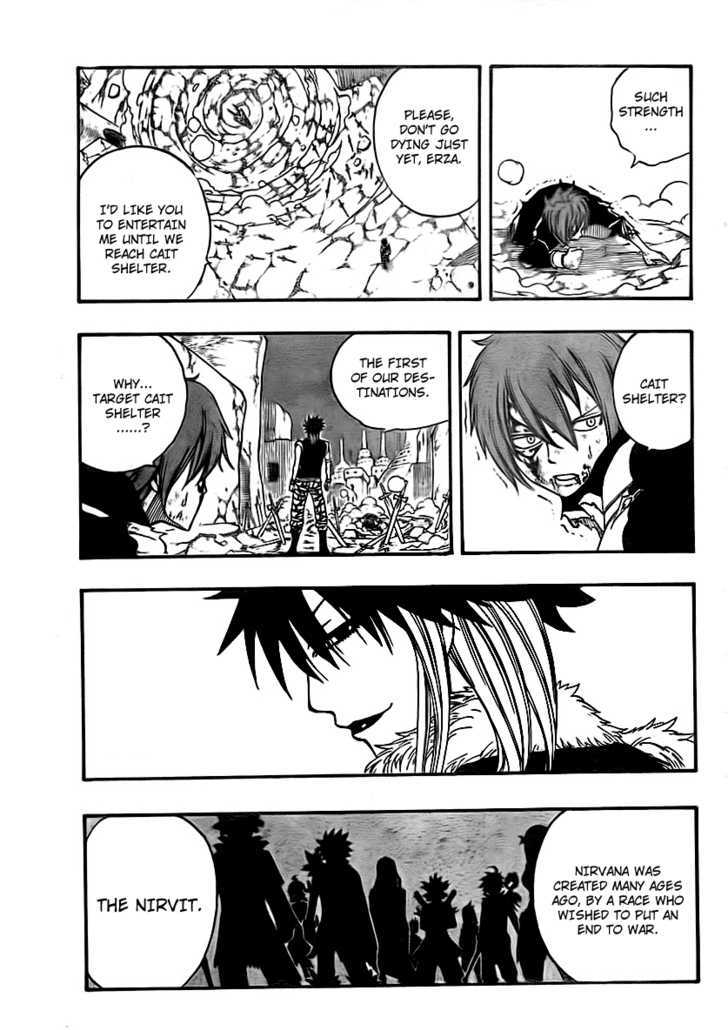 SUCH
STRENGTH
...
PLEASE,
DON'T GO
DYING JUST
YET, ERZA.
I'D LIKE YOU
TO ENTERTAIN
ME UNTIL WE
REACH CAIT
SHELTER.
CAIT
SHELTER?
THE FIRST
OF OUR DES-
TINATIONS.
WHY...
TARGET CAIT
SHELTER
......?
NIRVANA WAS
CREATED MANY AGES
AGO, BY A RACE WHO
WISHED TO PUT AN
END TO WAR.
THE NIRVIT.